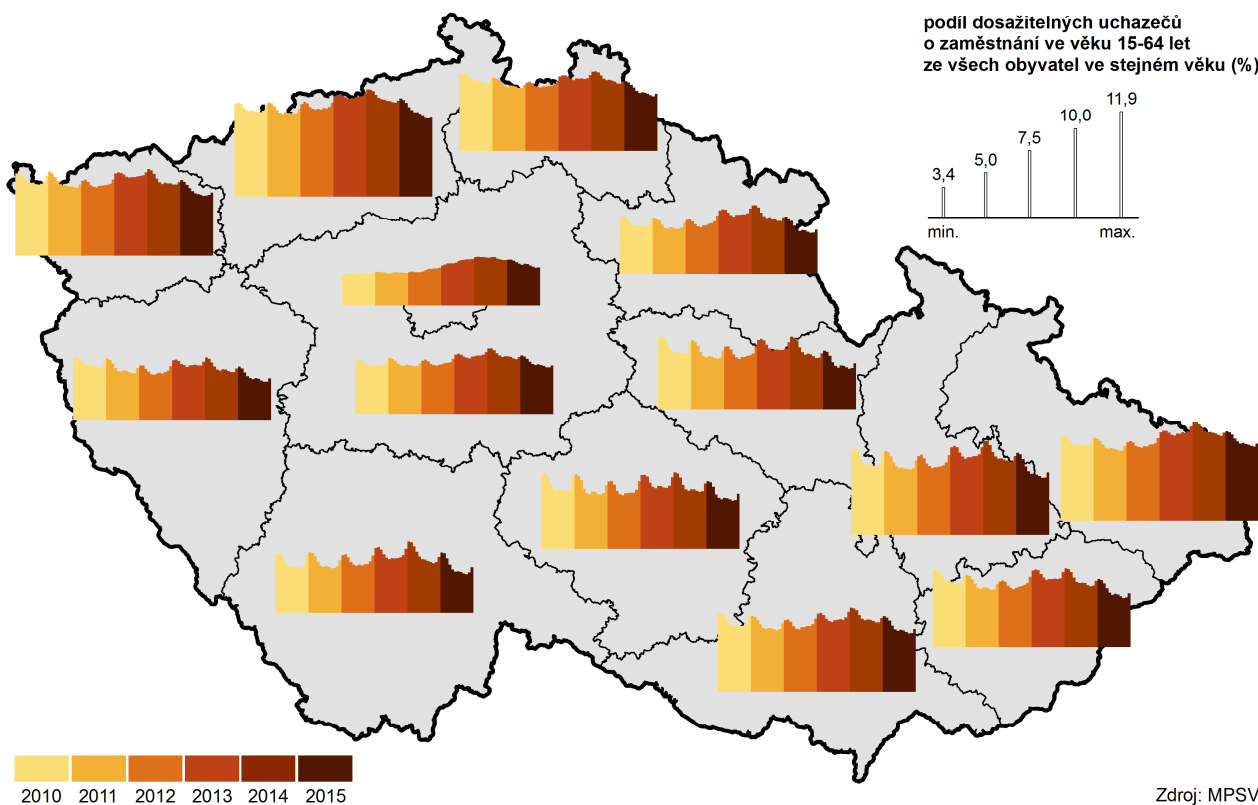 podíl dosažitelných uchazečů
o zaměstnání ve věku 15-64 let
ze všech obyvatel ve stejném věku (%)
3,4 5,0 7,5 10,0 11,9
min. max.
2010 2011 2012 2013 2014 2015
Zdroj: MPSV